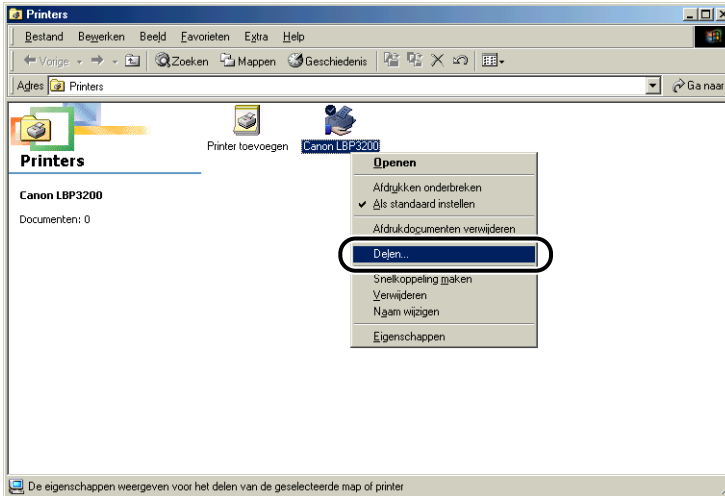 Printers
Bestand Bewerken Beeld Favorieten Extra Help
Vorige Zoeken Mappen Geschiedenis
Adres Printers Ga naar
Printer toevoegen Canon LBP3200
Printers
Canon LBP3200
Documenten: 0
Openen
Afdrukken onderbreken
Als standaard instellen
Afdrukdocumenten verwijderen
Delen...
Snelkoppeling maken
Verwijderen
Naam wijzigen
Eigenschappen
De eigenschappen weergeven voor het delen van de geselecteerde map of printer